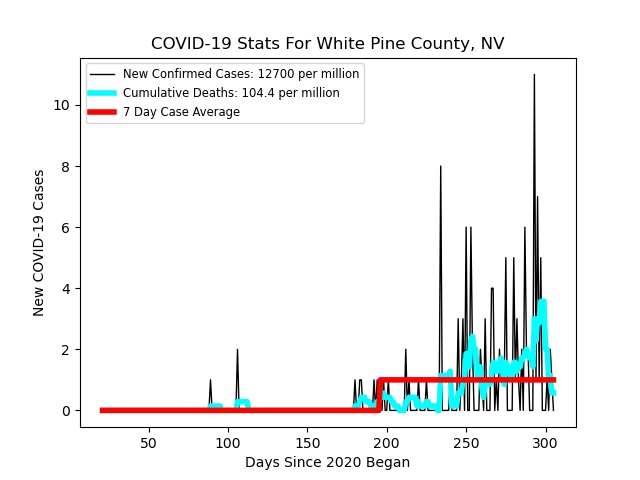 COVID-19 Stats For White Pine County, NV
New Confirmed Cases: 12700 per million
Cumulative Deaths: 104.4 per million
7 Day Case Average
New COVID-19 Cases
10
8
6
4
2
0
50 100 150 200 250 300
Days Since 2020 Began